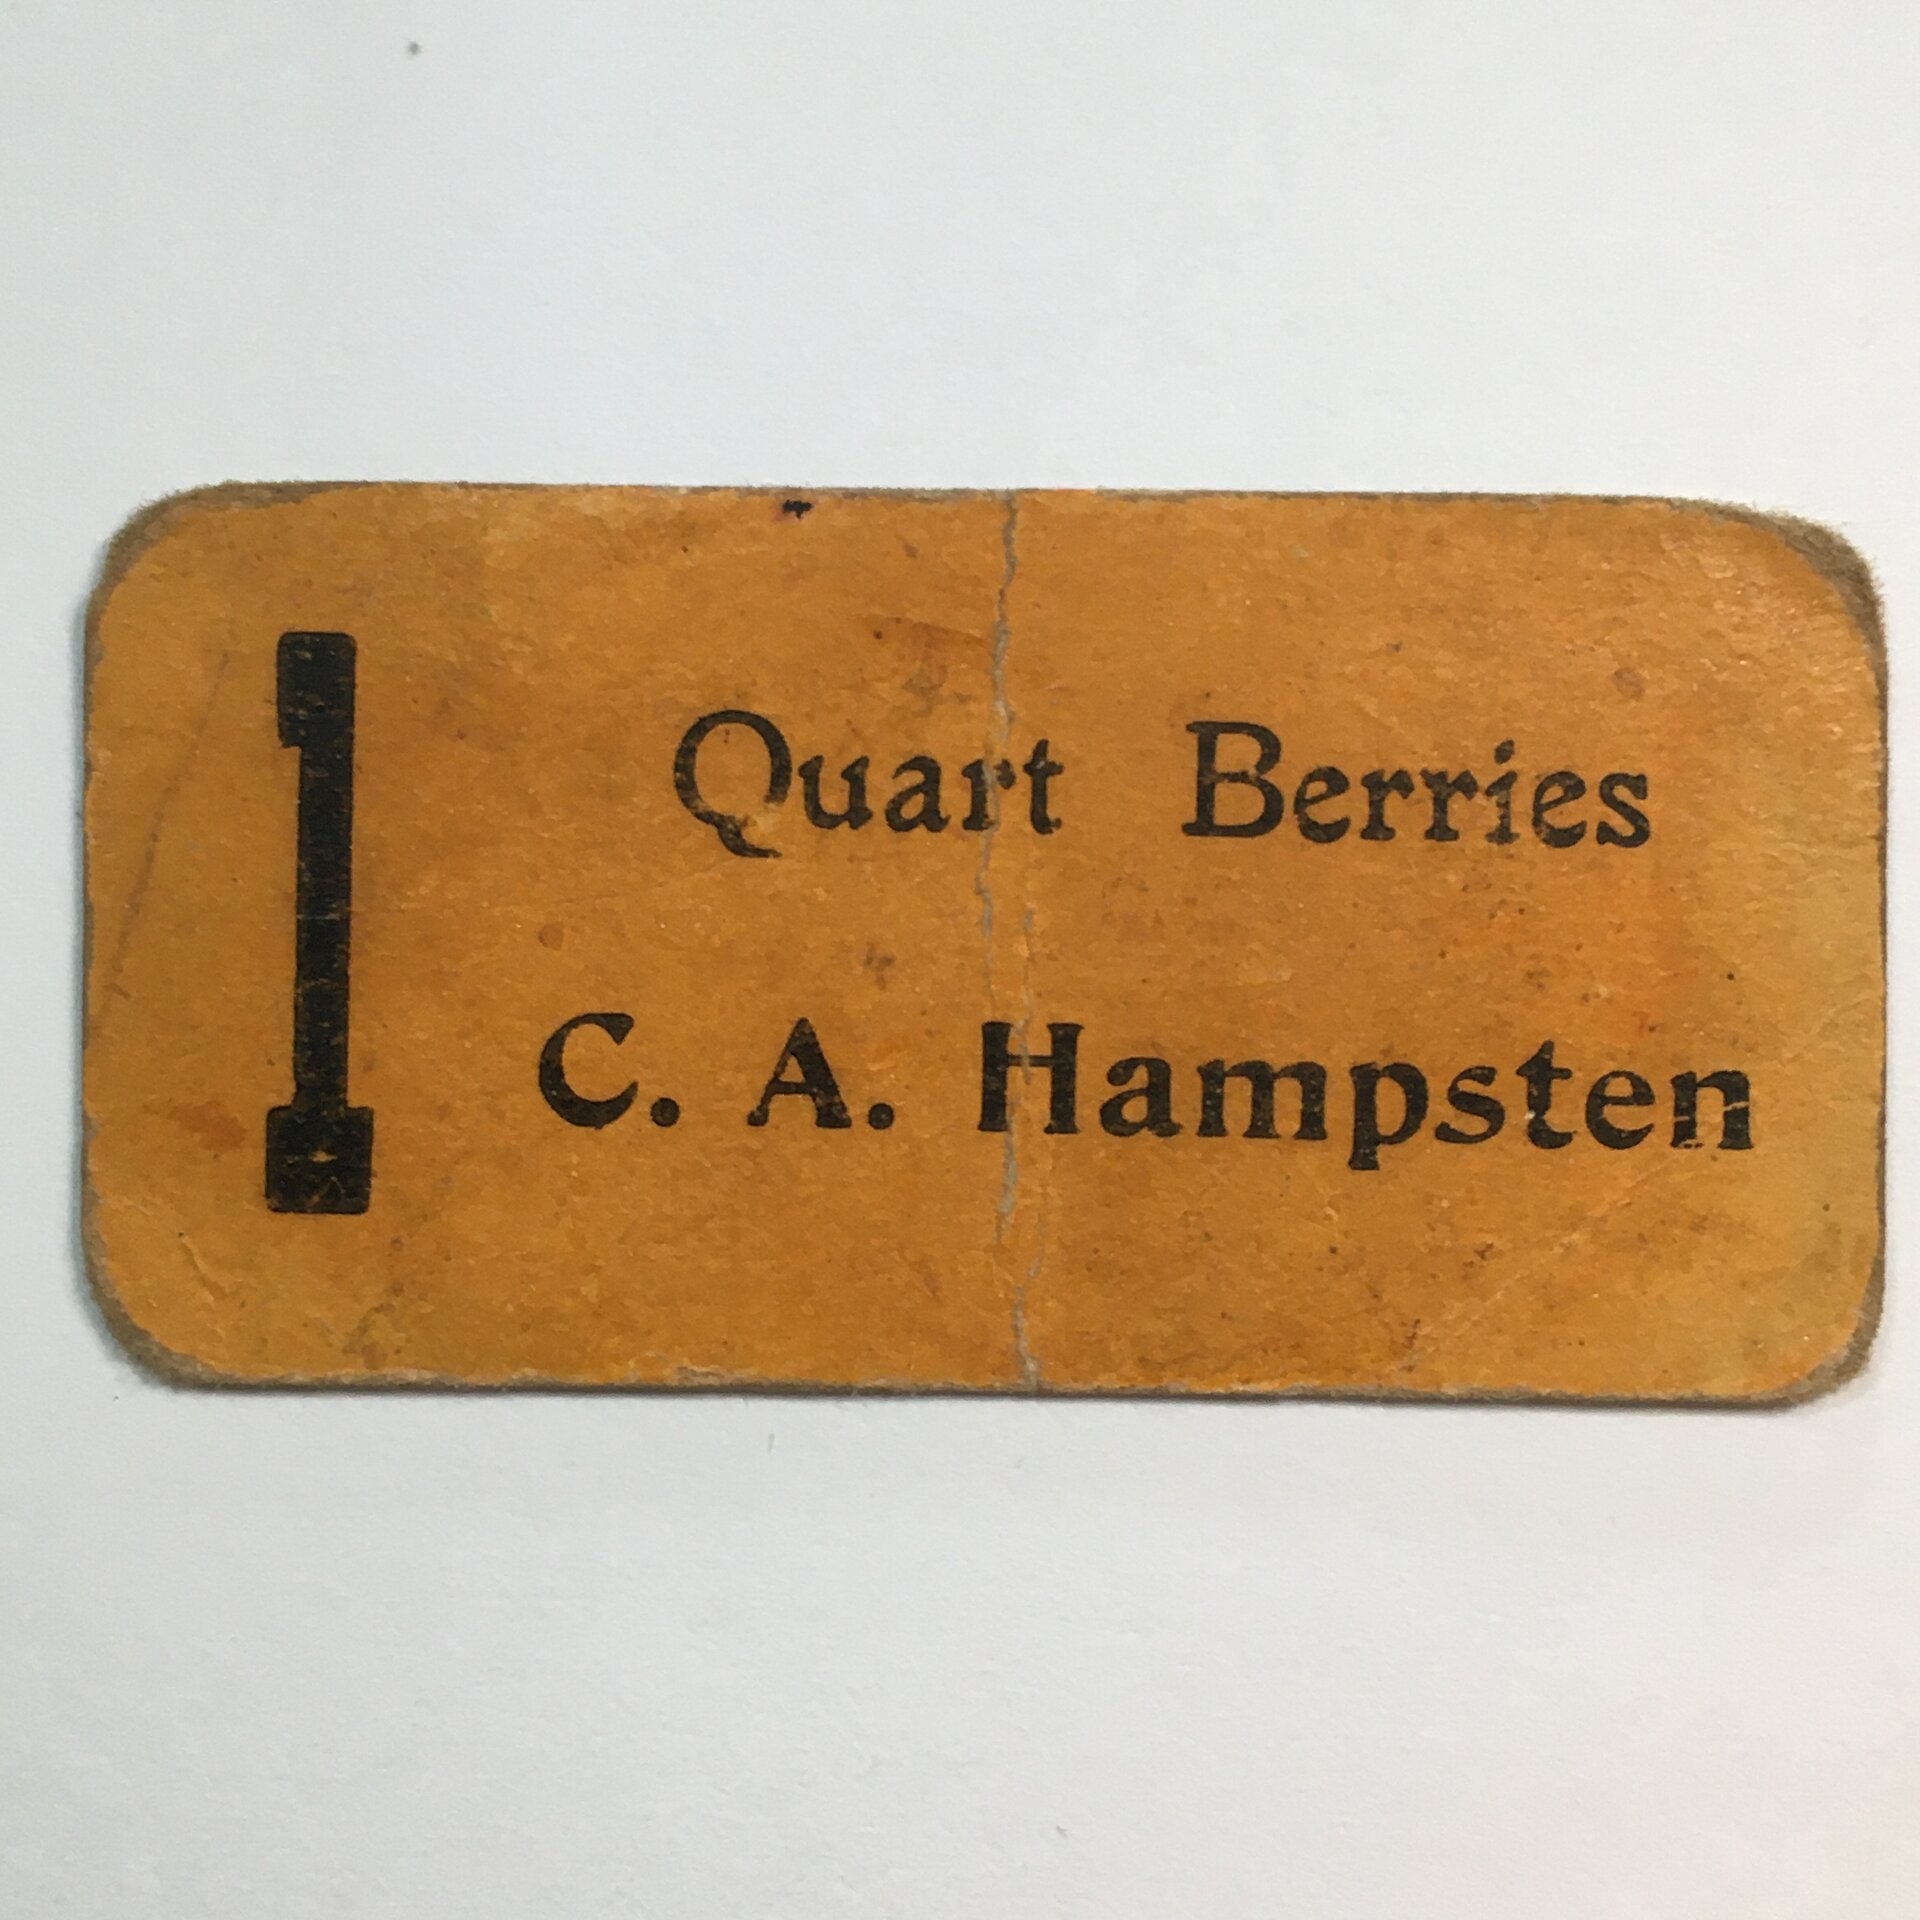 1
Quart Berries
C. A. Hampsten